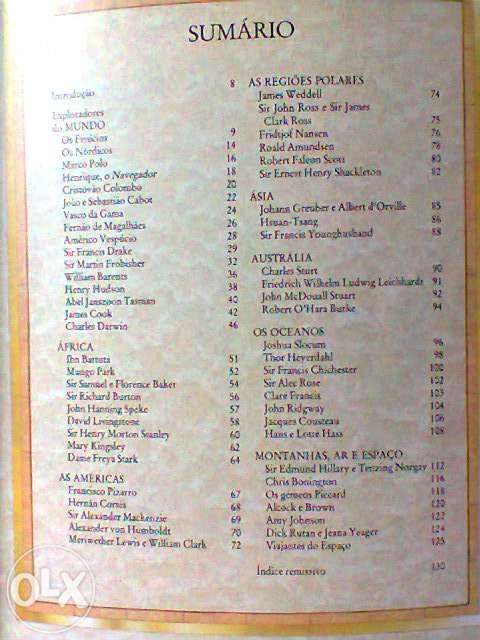 SUMÁRIO
Introdução 8
Exploradores
do MUNDO
Os Fenícios 9
Os Nórdicos 14
Marco Polo 16
Henrique, o Navegador 18
Cristóvão Colombo 20
João e Sebastião Cabot 22
Vasco da Gama 24
Fernão de Magalhães 26
Américo Vespúcio 28
Sir Francis Drake 29
Sir Martin Frobisher 32
William Barents 36
Henry Hudson 38
Abel Janszoon Tasman 40
James Cook 42
Charles Darwin 46
ÁFRICA
Ibn Battuta 51
Mungo Park 52
Sir Samuel e Florence Baker 54
Sir Richard Burton 56
John Hanning Speke 57
David Livingstone 58
Sir Henry Morton Stanley 60
Mary Kingsley 62
Dame Freya Stark 64
AS AMÉRICAS
Francisco Pizarro 67
Hernán Cortés 68
Sir Alexander Mackenzie 69
Alexander von Humboldt 70
Meriwether Lewis e William Clark 72
AS REGIÕES POLARES
James Weddell 74
Sir John Ross e Sir James
Clark Ross 75
Fridtjof Nansen 76
Roald Amundsen 78
Robert Falcon Scott 80
Sir Ernest Henry Shackleton 82
ÁSIA
Johann Greuber e Albert d'Orville 85
Hsuan-Tsang 86
Sir Francis Younghusband 88
AUSTRÁLIA
Charles Sturt 90
Friedrich Wilhelm Ludwig Leichhardt 91
John McDouall Stuart 92
Robert O'Hara Burke 94
OS OCEANOS
Joshua Slocum 96
Thor Heyerdahl 98
Sir Francis Chichester 100
Sir Alec Rose 102
Clare Francis 103
John Ridgway 104
Jacques Cousteau 106
Hans e Lotte Hass 108
MONTANHAS, AR E ESPAÇO
Sir Edmund Hillary e Tenzing Norgay 112
Chris Bonington 116
Os gémeos Piccard 118
Alcock e Brown 120
Amy Johnson 122
Dick Rutan e Jeana Yeager 124
Viajantes do Espaço 125
Índice remissivo 130
OLX